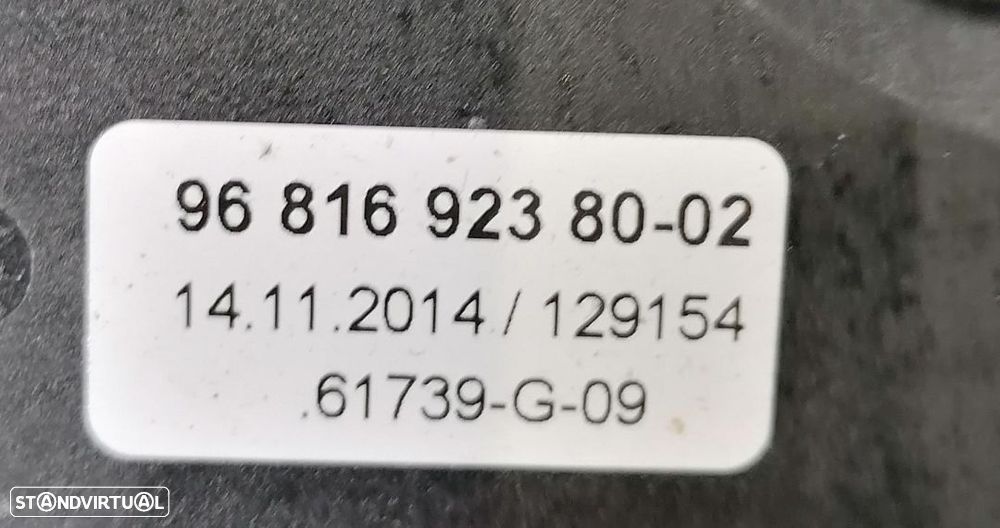 96 816 923 80-02
14.11.2014 / 129154
.61739-G-09
STANDVIRTUAL